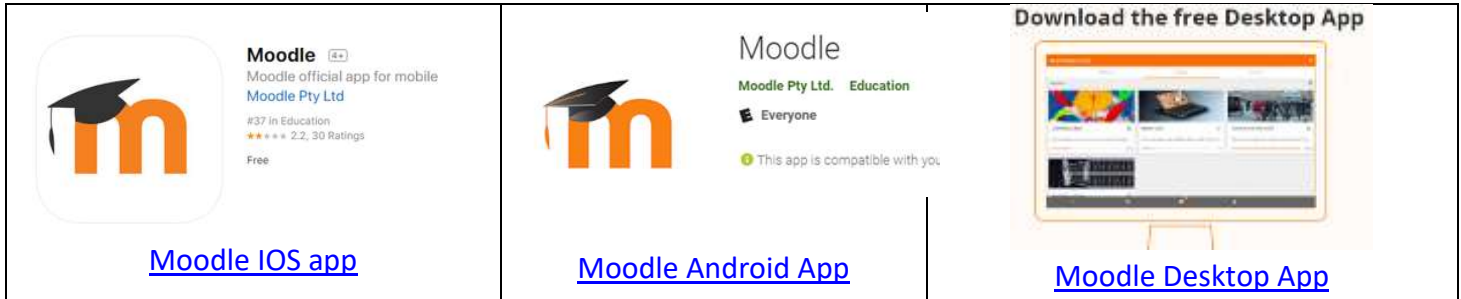 Moodle 4+
Moodle official app for mobile
Moodle Pty Ltd
#37 in Education
2.2, 30 Ratings
Free
Moodle IOS app
Moodle
Moodle Pty Ltd. Education
E Everyone
This app is compatible with you
Moodle Android App
Download the free Desktop App
Moodle Desktop App